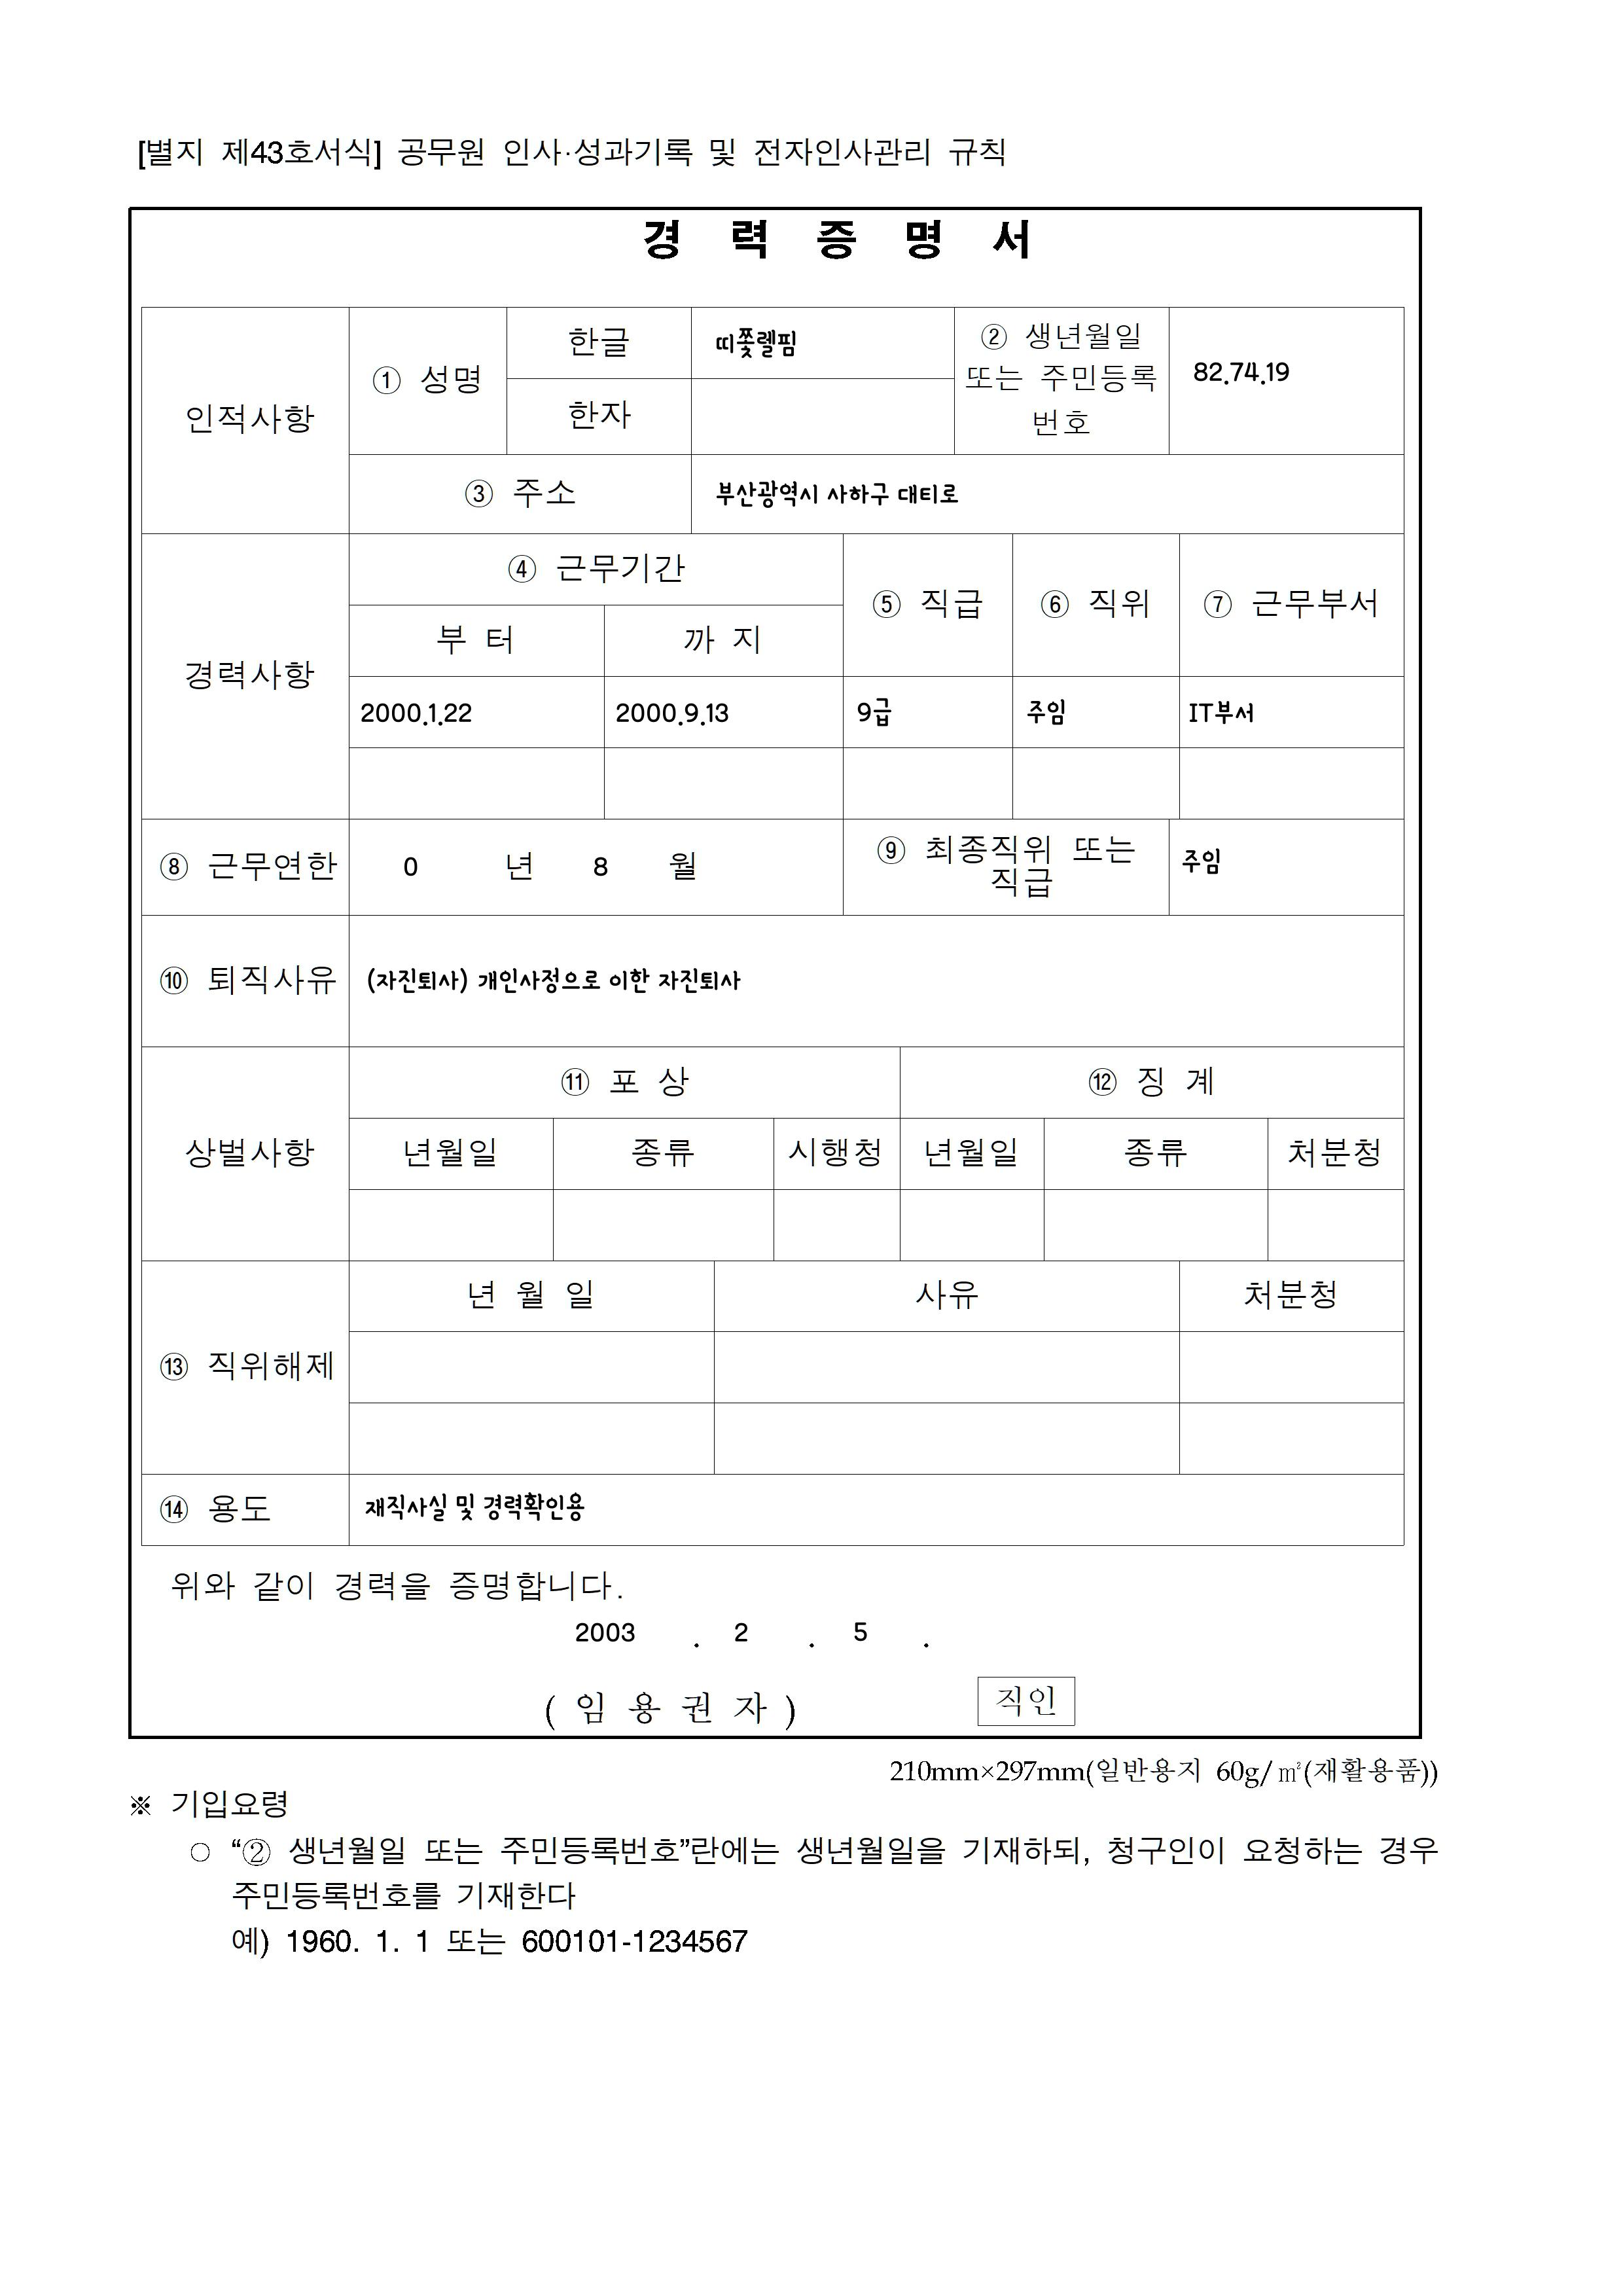 [별지 제43호서식] 공무원 인사·성과기록 및 전자인사관리 규칙
경 력 증 명 서
인적사항
① 성명
한글
띠쫓렐핌
② 생년월일
또는 주민등록
번호
82.74.19
한자
③ 주소
부산광역시 사하구 대티로
경력사항
④ 근무기간
⑤ 직급
⑥ 직위
⑦ 근무부서
부 터
까 지
2000.1.22
2000.9.13
9급
주임
IT부서
⑧ 근무연한
0 년 8 월
⑨ 최종직위 또는
직급
주임
⑩ 퇴직사유
(자진퇴사) 개인사정으로 이한 자진퇴사
상벌사항
⑪ 포 상
⑫ 징 계
년월일
종류
시행청
년월일
종류
처분청
⑬ 직위해제
년 월 일
사유
처분청
⑭ 용도
재직사실 및 경력확인용
위와 같이 경력을 증명합니다.
2003 . 2 . 5 .
( 임 용 권 자 )
직인
210mm×297mm(일반용지 60g/㎡(재활용품))
※ 기입요령
○ “② 생년월일 또는 주민등록번호”란에는 생년월일을 기재하되, 청구인이 요청하는 경우
주민등록번호를 기재한다
예) 1960. 1. 1 또는 600101-1234567